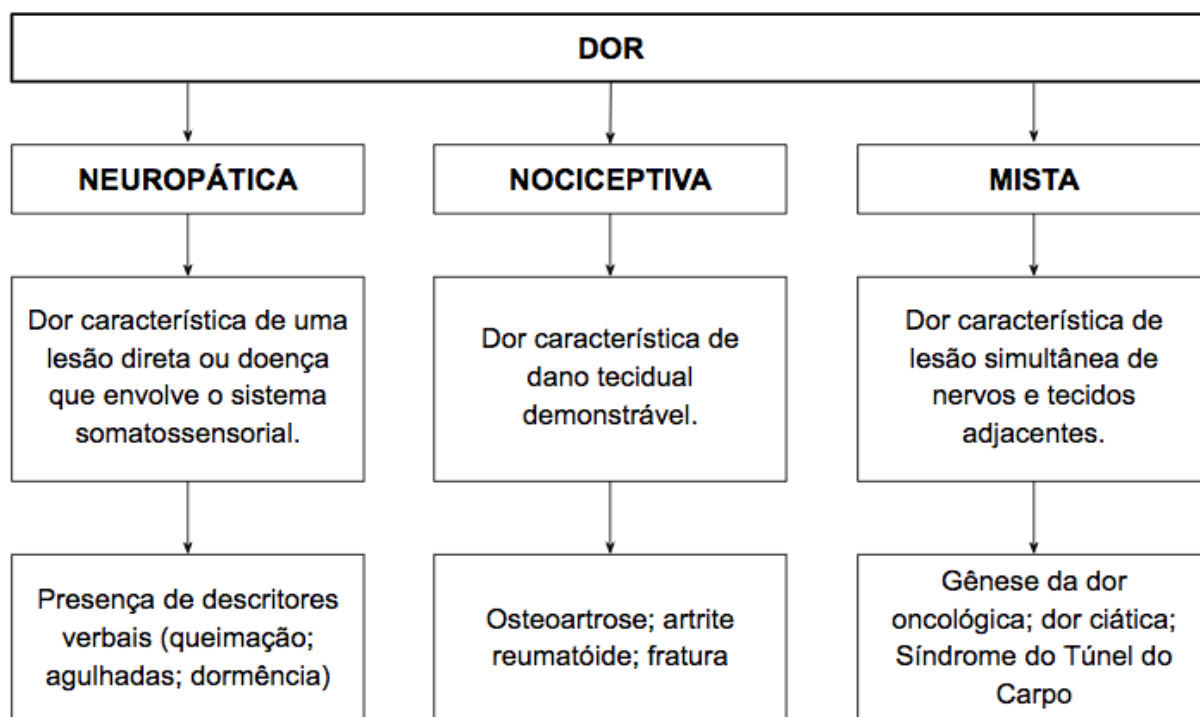 DOR
NEUROPÁTICA
NOCICEPTIVA
MISTA
Dor característica de uma
lesão direta ou doença
que envolve o sistema
somatossensorial.
Dor característica de
dano tecidual
demonstrável.
Dor característica de
lesão simultânea de
nervos e tecidos
adjacentes.
Presença de descritores
verbais (queimação;
agulhadas; dormência)
Osteoartrose; artrite
reumatóide; fratura
Gênese da dor
oncológica; dor ciática;
Síndrome do Túnel do
Carpo